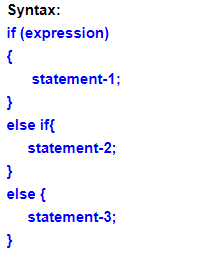 Syntax:
if (expression)
{
statement-1;
}
else if{
statement-2;
}
else {
statement-3;
}